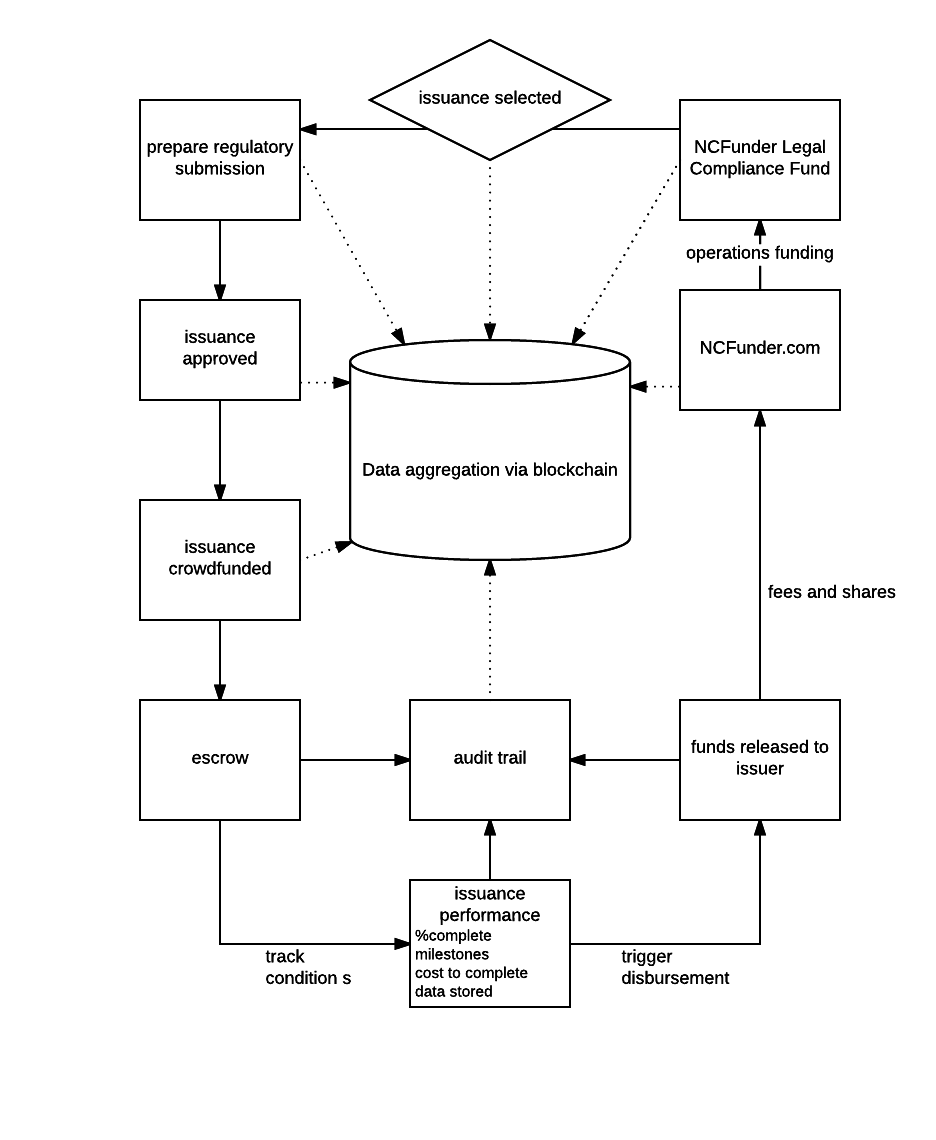 issuance selected
prepare regulatory
submission
NCFunder Legal
Compliance Fund
operations funding
issuance
approved
NCFunder.com
Data aggregation via blockchain
issuance
crowdfunded
fees and shares
escrow
audit trail
funds released to
issuer
issuance
performance
%complete
milestones
cost to complete
data stored
track
condition s
trigger
disbursement